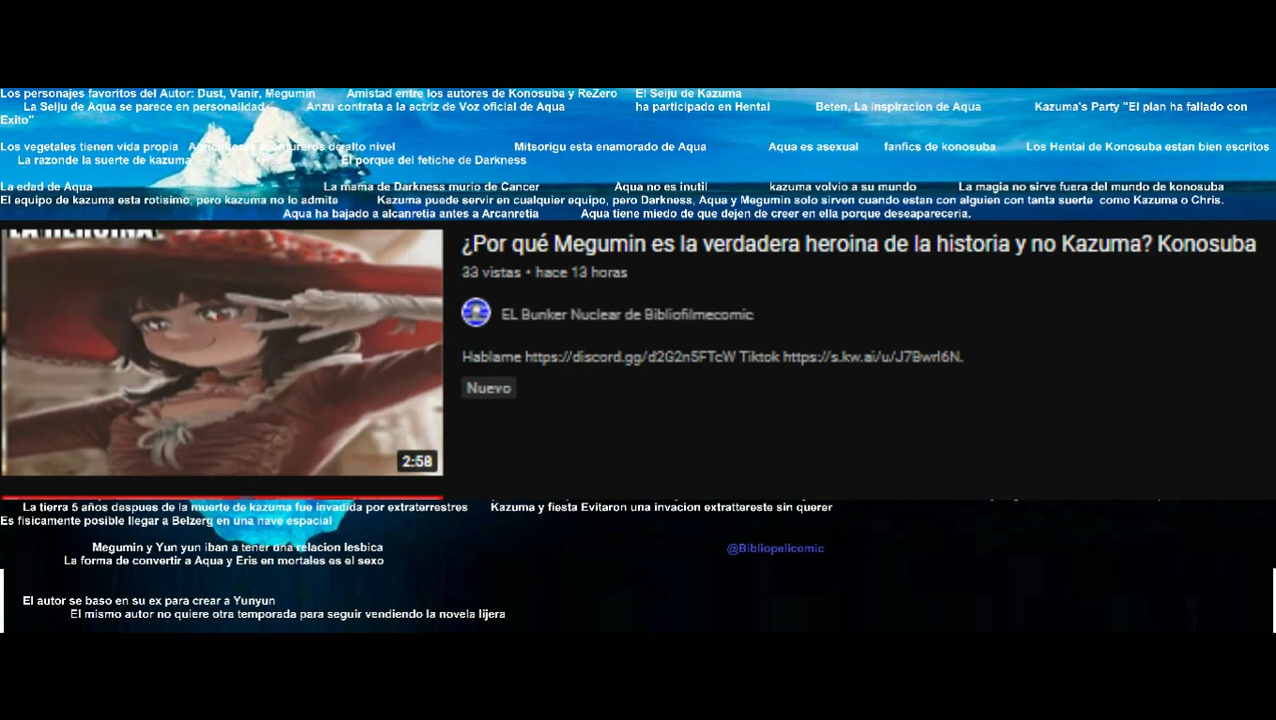 Los personajes favoritos del Autor: Dust, Vanir, Megumin Amistad entre los autores de Konosuba y ReZero El Seiju de Kazuma
La Seiju de Aqua se parece en personalidad Anzu contrata a la actriz de Voz oficial de Aqua ha participado en Hentai Beten, La inspiracion de Aqua Kazuma's Party "El plan ha fallado con
Exito"
Los vegetales tienen vida propia Agricultores aventureros de alto nivel Mitsorigu esta enamorado de Aqua Aqua es asexual fanfics de konosuba Los Hentai de Konosuba estan bien escritos
La razonde la suerte de kazuma El porque del fetiche de Darkness
La edad de Aqua La mama de Darkness murio de Cancer Aqua no es inutil kazuma volvio a su mundo La magia no sirve fuera del mundo de konosuba
El equipo de kazuma esta rotisimo, pero kazuma no lo admite Kazuma puede servir en cualquier equipo, pero Darkness, Aqua y Megumin solo sirven cuando estan con alguien con tanta suerte como Kazuma o Chris.
Aqua ha bajado a alcanretia antes a Arcanretia Aqua tiene miedo de que dejen de creer en ella porque desapareceria.
LA HEROINA
¿Por qué Megumin es la verdadera heroina de la historia y no Kazuma? Konosuba
33 vistas • hace 13 horas
EL Bunker Nuclear de Bibliofilmecomic
Hablame https://discord.gg/d2G2n5FTcW Tiktok https://s.kw.ai/u/J7BwrI6N.
Nuevo
2:58
La tierra 5 años despues de la muerte de kazuma fue invadida por extraterrestres Kazuma y fiesta Evitaron una invacion extrattereste sin querer
Es fisicamente posible llegar a Belzerg en una nave espacial
Megumin y Yun yun iban a tener una relacion lesbica @Bibliopelicomic
La forma de convertir a Aqua y Eris en mortales es el sexo
El autor se baso en su ex para crear a Yunyun
El mismo autor no quiere otra temporada para seguir vendiendo la novela lijera